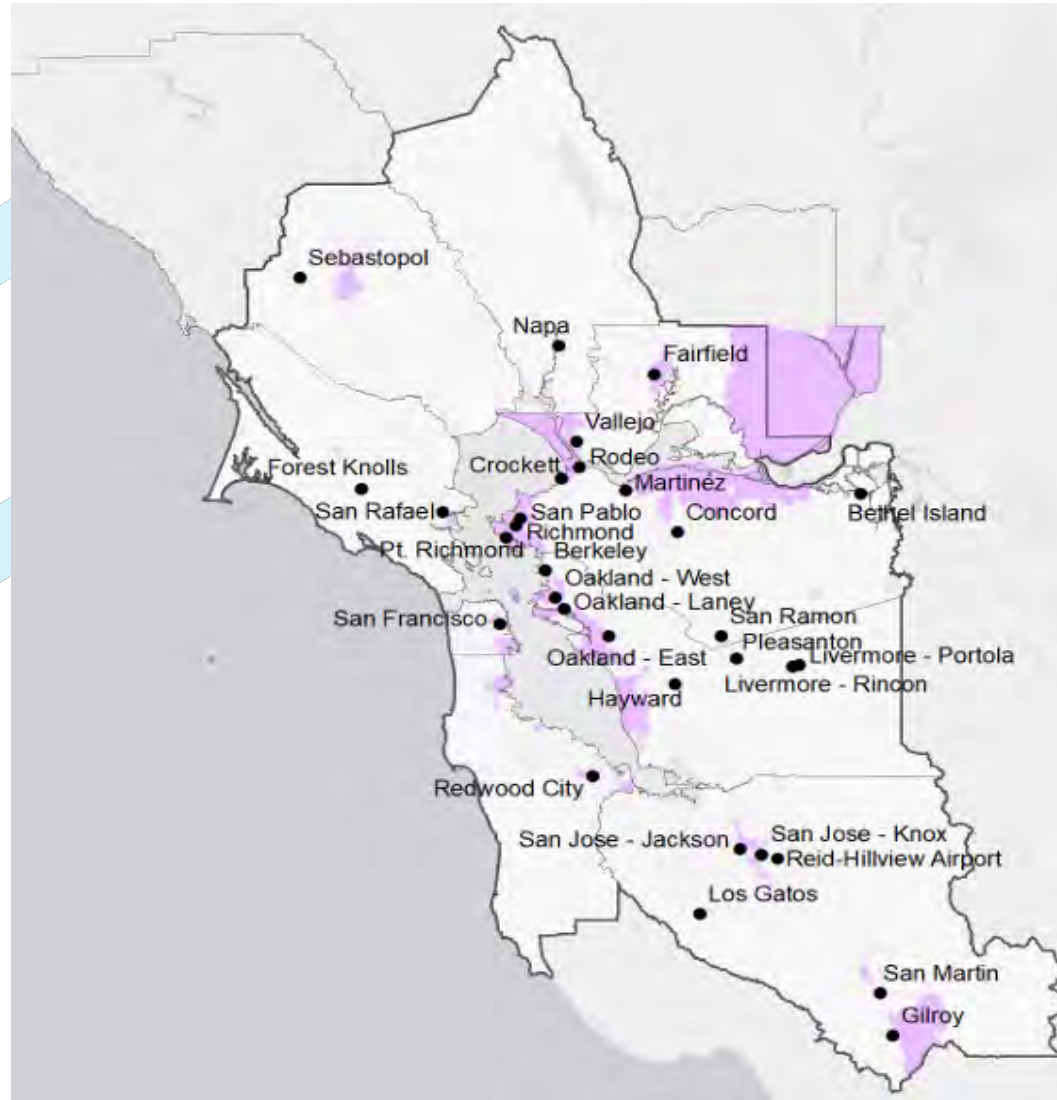 Sebastopol
Napa
Fairfield
Vallejo
Rodeo
Crockett
Forest Knolls
Martinez
San Rafael
San Pablo
Concord
Bethel Island
Richmond
Pt. Richmond
Berkeley
Oakland - West
Oakland - Laney
San Francisco
San Ramon
Pleasanton
Oakland - East
Livermore - Portola
Livermore - Rincon
Hayward
Redwood City
San Jose - Knox
San Jose - Jackson
Reid-Hillview Airport
Los Gatos
San Martin
Gilroy